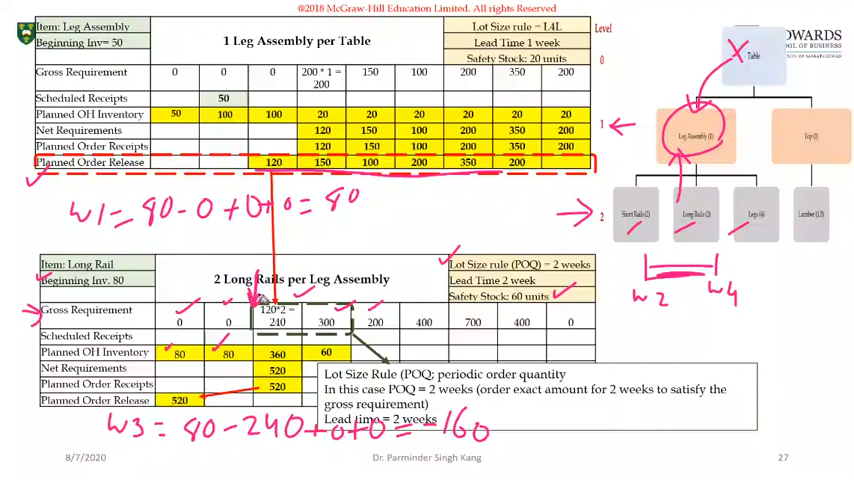 ©2018 McGraw-Hill Education Limited. All rights reserved.
Item: Leg Assembly
Beginning Inv= 50
1 Leg Assembly per Table
Lot Size rule = L4L
Lead Time 1 week
Safety Stock: 20 units
Level
0
1
2
Gross Requirement 0 0 0 200 * 1 = 200 150 100 200 350 200
Scheduled Receipts 50
Planned OH Inventory 50 100 100 20 20 20 20 20 20
Net Requirements 120 150 100 200 350 200
Planned Order Receipts 120 150 100 200 350 200
Planned Order Release 120 150 100 200 350 200
W1 = 80 - 0 + 0 + 0 = 80
Item: Long Rail
Beginning Inv. 80
2 Long Rails per Leg Assembly
Lot Size rule (POQ) = 2 weeks
Lead Time 2 week
Safety Stock: 60 units
Gross Requirement 0 0 120*2 = 240 300 200 400 700 400 0
Scheduled Receipts
Planned OH Inventory 80 80 360 60
Net Requirements 520
Planned Order Receipts 520
Planned Order Release 520
Lot Size Rule (POQ; periodic order quantity
In this case POQ = 2 weeks (order exact amount for 2 weeks to satisfy the
gross requirement)
Lead time = 2 weeks
W3 = 80 - 240 + 0 + 0 = -160
Table
Leg Assembly (1)
Top (1)
Short Rails (2)
Long Rails (2)
Legs (4)
W2
W4
DWARDS
OL OF BUSINESS
8/7/2020
Dr. Parminder Singh Kang
27